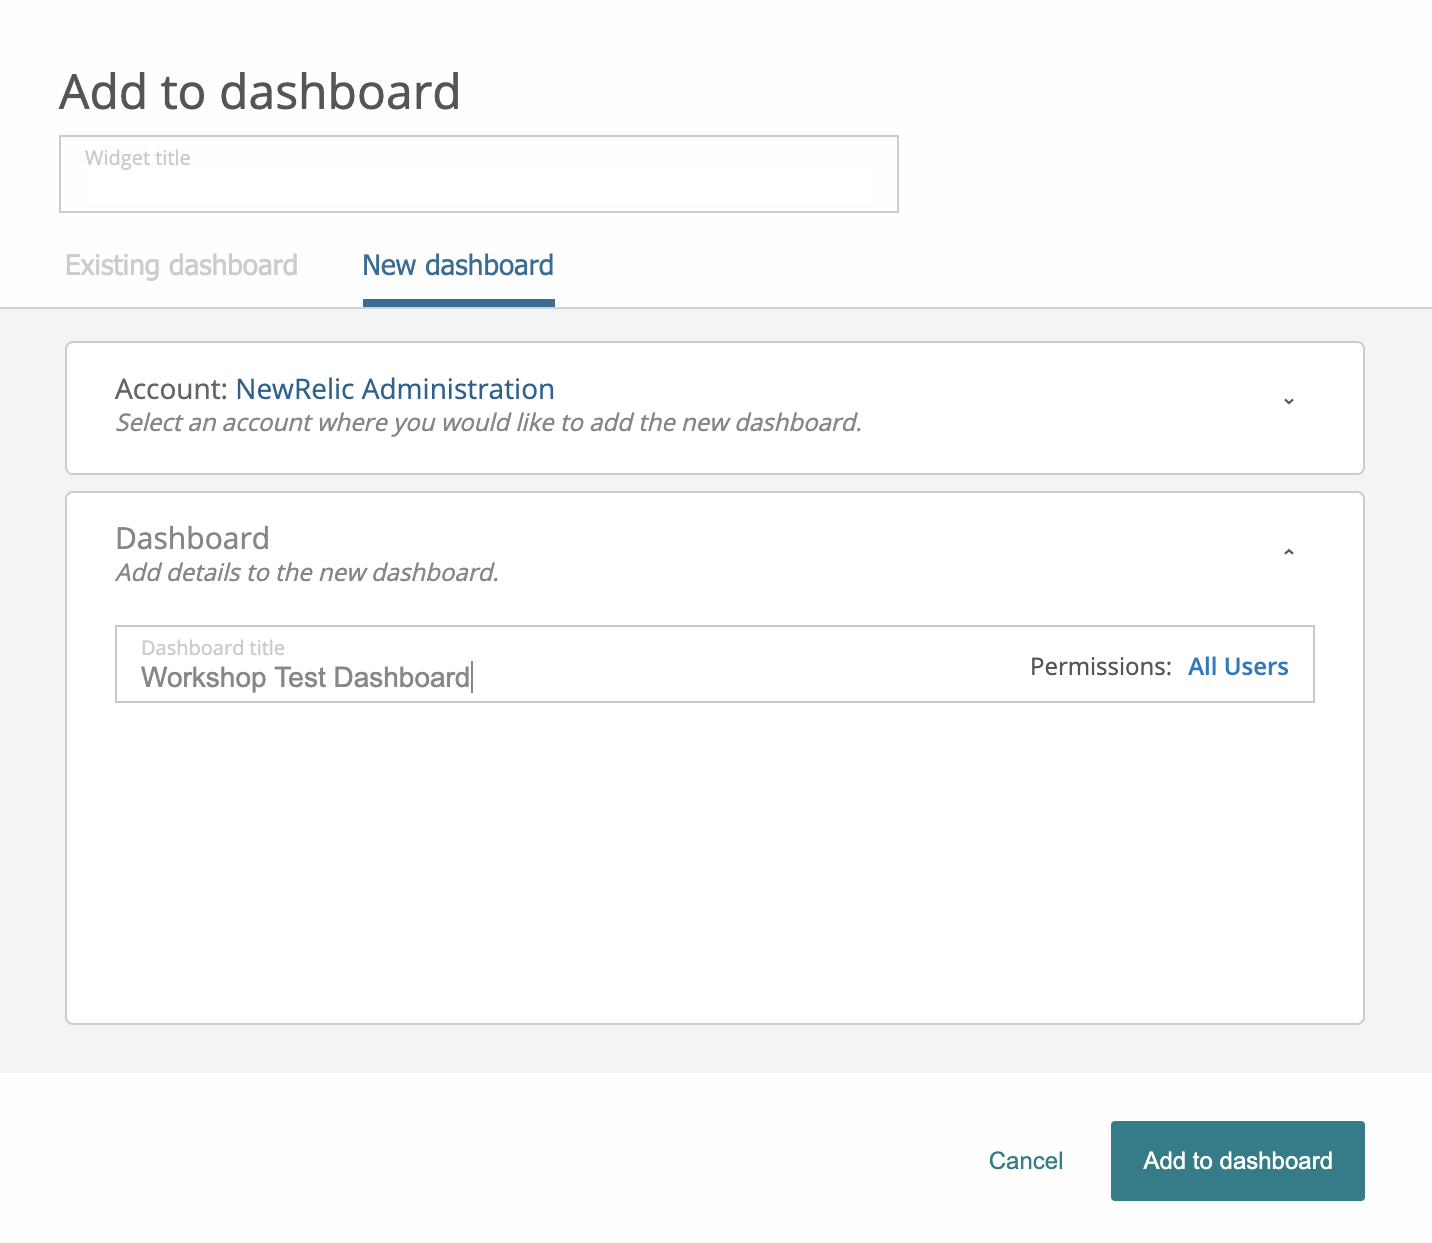 Add to dashboard
Widget title
Existing dashboard New dashboard
Account: NewRelic Administration
Select an account where you would like to add the new dashboard.
Dashboard
Add details to the new dashboard.
Dashboard title
Workshop Test Dashboard
Permissions: All Users
Cancel Add to dashboard